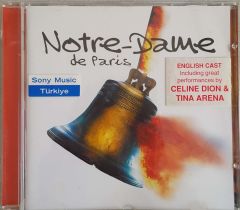 Notre-Dame
de Paris
Sony Music
Türkiye
ENGLISH CAST
Including great
performances by
CELINE DION &
TINA ARENA